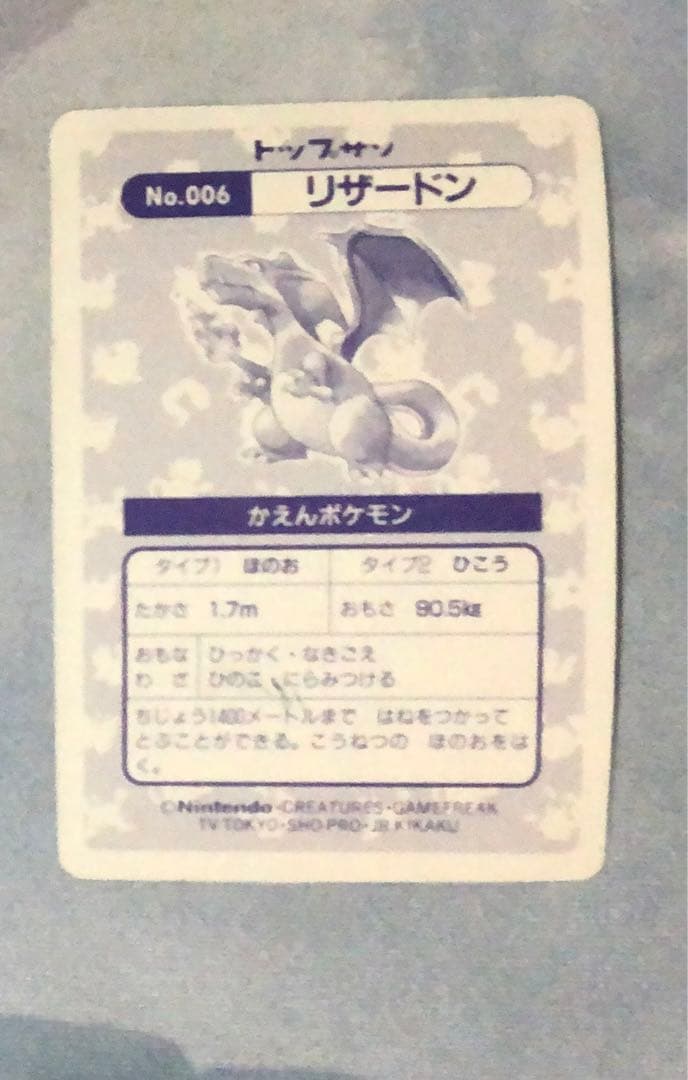 トップサン
No.006 リザードン
かえんポケモン
タイプ1 ほのお タイプ2 ひこう
たかさ 1.7m おもさ 90.5kg
おもな ひっかく・なきごえ
わ ざ ひのこ にらみつける
ちじょう1400メートルまで はねをつかって
とぶことができる。こうねつの ほのおをは
く。
©Nintendo・CREATURES・GAMEFREAK
TV TOKYO・SHO-PRO・JR KIKAKU